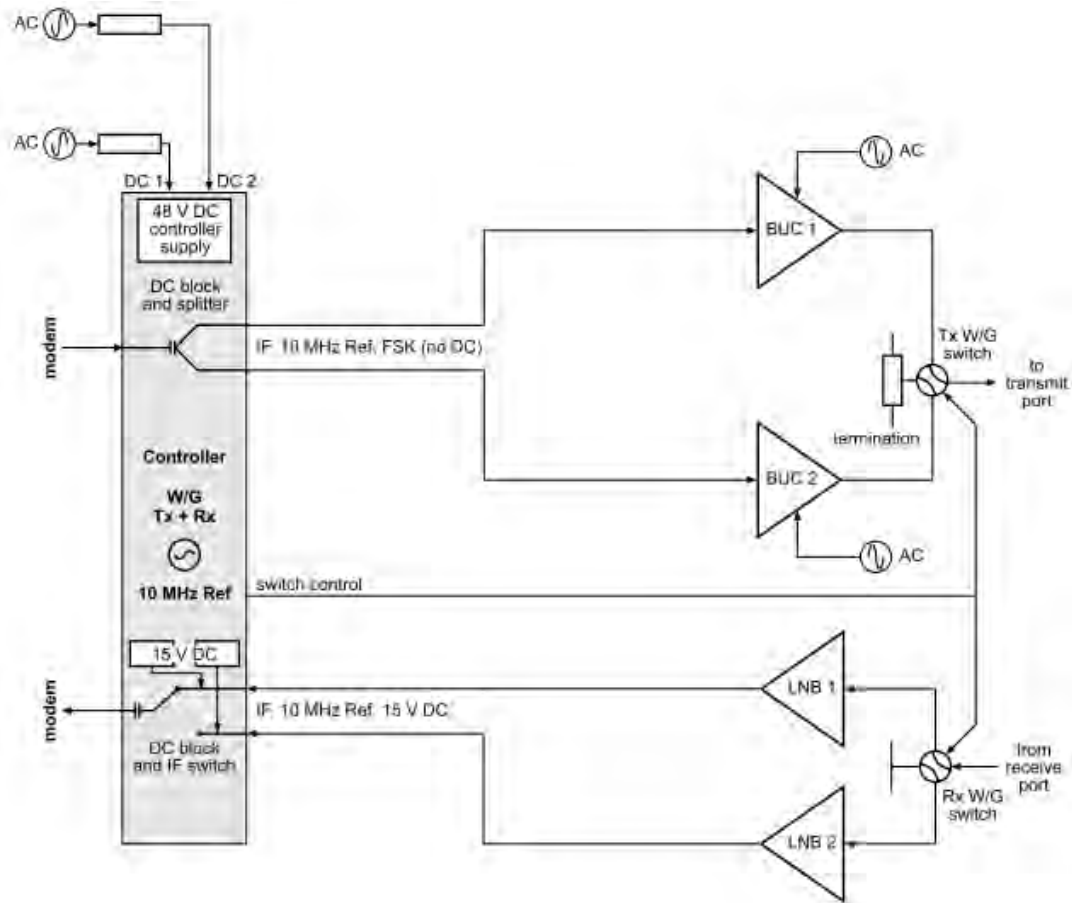 AC
AC
DC 1
DC 2
48 V DC
controller
supply
DC block
and splitter
modem
IF, 10 MHz Ref, FSK (no DC)
AC
BUC 1
Tx W/G
switch
to
transmit
port
termination
BUC 2
AC
Controller
W/G
Tx + Rx
10 MHz Ref
switch control
15 V DC
modem
IF, 10 MHz Ref, 15 V DC
DC block
and IF switch
LNB 1
from
receive
port
Rx W/G
switch
LNB 2